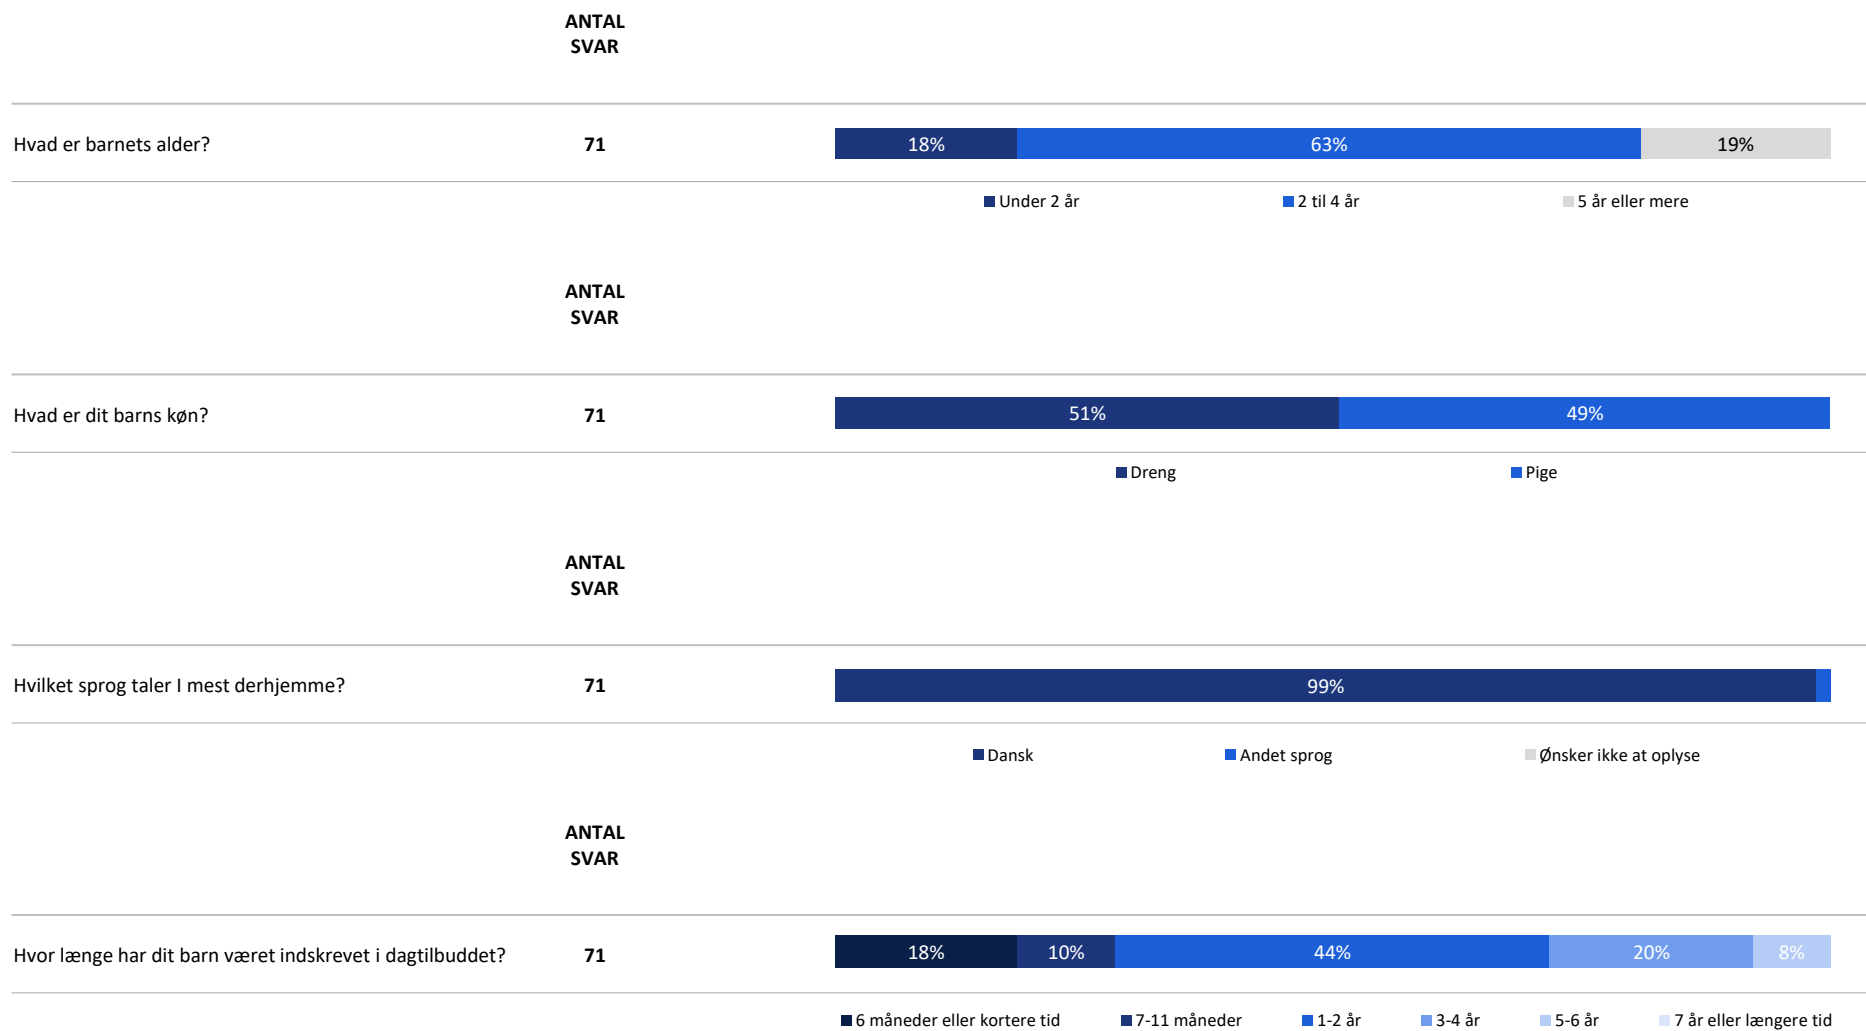 ANTAL
SVAR
Hvad er barnets alder? 71 18% 63% 19%
Under 2 år 2 til 4 år 5 år eller mere
ANTAL
SVAR
Hvad er dit barns køn? 71 51% 49%
Dreng Pige
ANTAL
SVAR
Hvilket sprog taler I mest derhjemme? 71 99%
Dansk Andet sprog Ønsker ikke at oplyse
ANTAL
SVAR
Hvor længe har dit barn været indskrevet i dagtilbuddet? 71 18% 10% 44% 20% 8%
6 måneder eller kortere tid 7-11 måneder 1-2 år 3-4 år 5-6 år 7 år eller længere tid